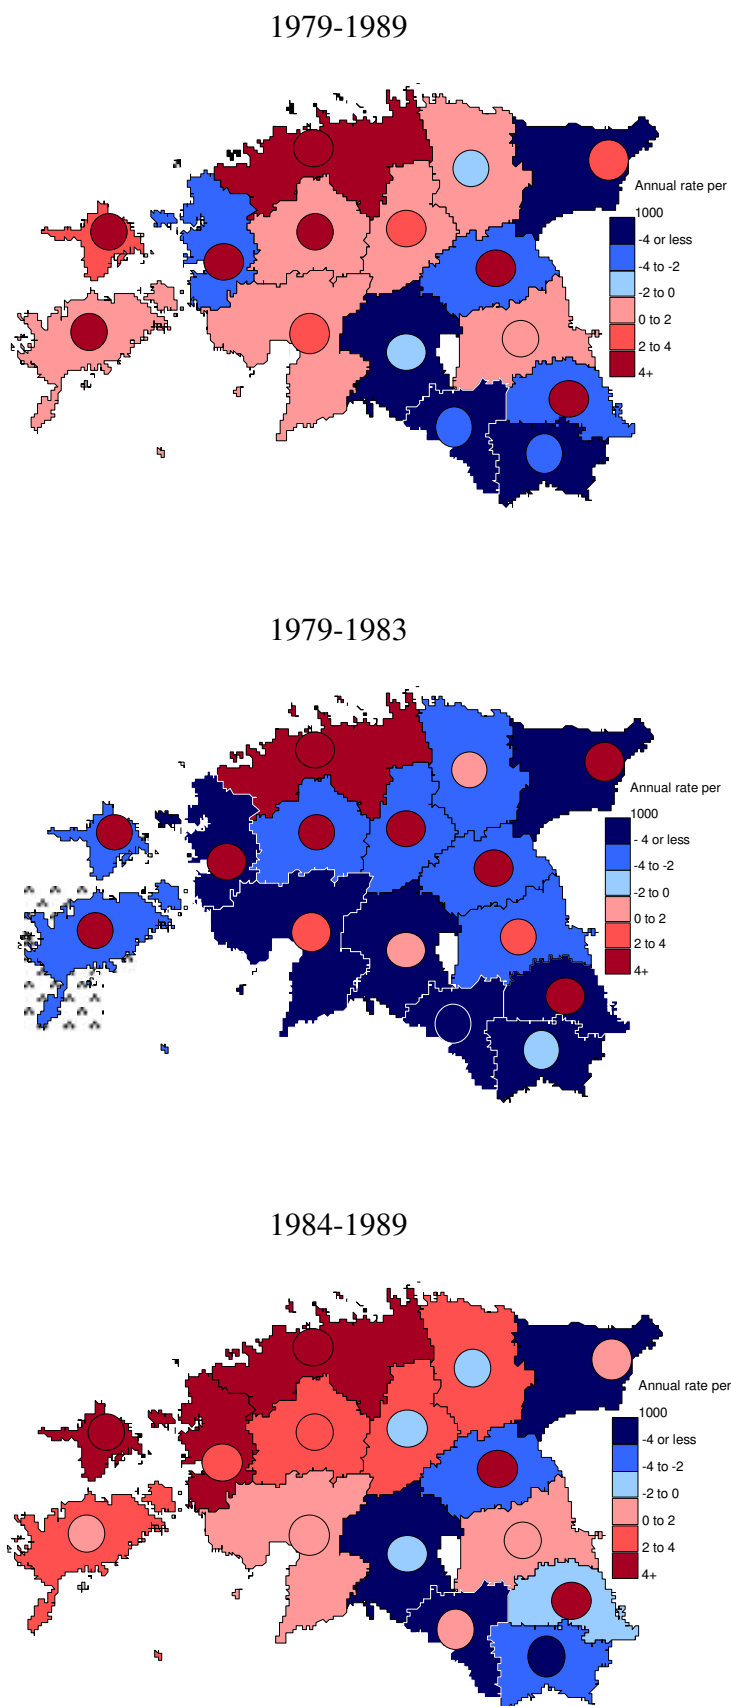 1979-1989
Annual rate per
1000
-4 or less
-4 to -2
-2 to 0
0 to 2
2 to 4
4+
1979-1983
Annual rate per
1000
- 4 or less
-4 to -2
-2 to 0
0 to 2
2 to 4
4+
1984-1989
Annual rate per
1000
-4 or less
-4 to -2
-2 to 0
0 to 2
2 to 4
4+